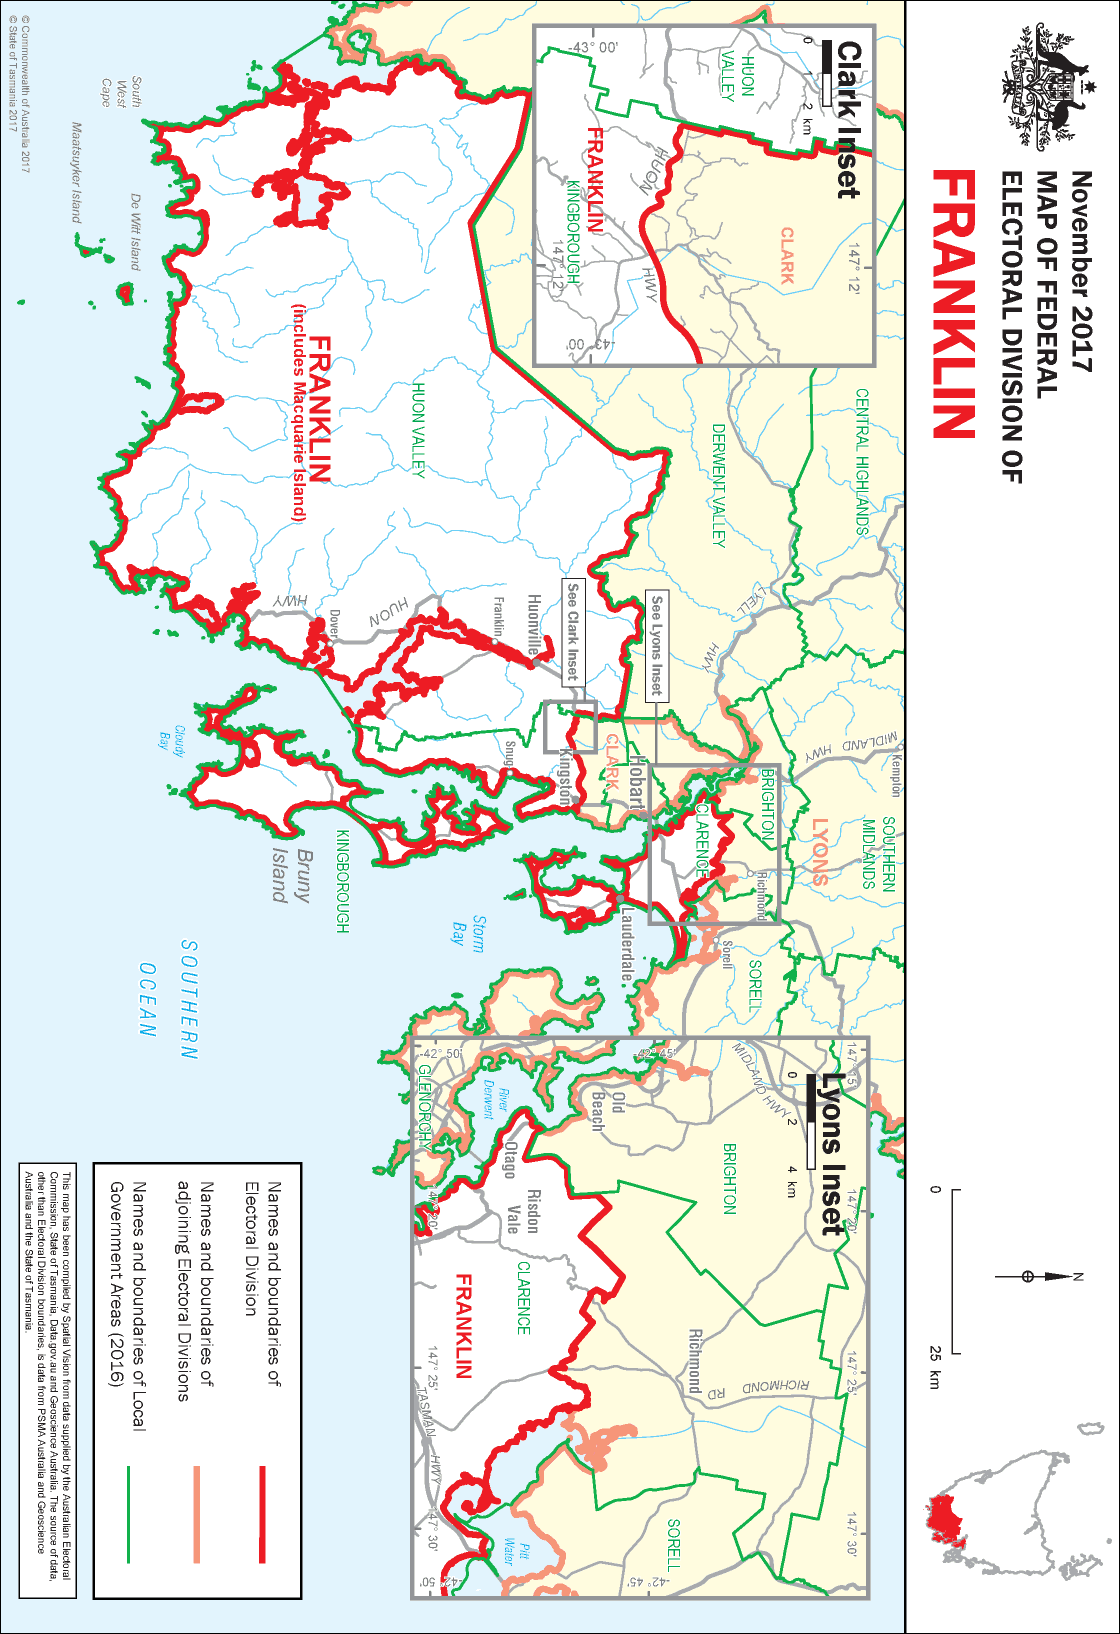 November 2017
MAP OF FEDERAL
ELECTORAL DIVISION OF
FRANKLIN
0
25 km
N
Clark Inset
0
1
2 km
-43° 00'
147° 12'
HUON
VALLEY
CLARK
FRANKLIN
HUON
HWY
KINGBOROUGH
147° 12'
-43° 00'
CENTRAL HIGHLANDS
DERWENT VALLEY
LYELL
HWY
MIDLAND HWY
Kempton
SOUTHERN
MIDLANDS
LYONS
BRIGHTON
CLARENCE
Richmond
Sorell
SORELL
See Lyons Inset
See Clark Inset
Hobart
CLARK
Kingston
Lauderdale
Huonville
Franklin
Snug
HUON
HWY
Dover
HUON VALLEY
FRANKLIN
(includes Macquarie Island)
KINGBOROUGH
Bruny
Island
Storm
Bay
Cloudy
Bay
SOUTHERN
OCEAN
South
West
Cape
De Witt Island
Maatsuyker Island
© Commonwealth of Australia 2017
© State of Tasmania 2017
Lyons Inset
0
2
4 km
147° 15'
147° 20'
147° 25'
147° 30'
-42° 45'
-42° 50'
MIDLAND HWY
BRIGHTON
Old
Beach
River
Derwent
GLENORCHY
Otago
Risdon
Vale
CLARENCE
FRANKLIN
Richmond
RICHMOND
RD
SORELL
Pitt
Water
TASMAN HWY
147° 20'
147° 25'
147° 30'
-42° 45'
-42° 50'
Names and boundaries of
Electoral Division
Names and boundaries of
adjoining Electoral Divisions
Names and boundaries of Local
Government Areas (2016)
This map has been compiled by Spatial Vision from data supplied by the Australian Electoral
Commission, State of Tasmania, Data.gov.au and Geoscience Australia. The source of data,
other than Electoral Division boundaries, is data from PSMA Australia and Geoscience
Australia and the State of Tasmania.